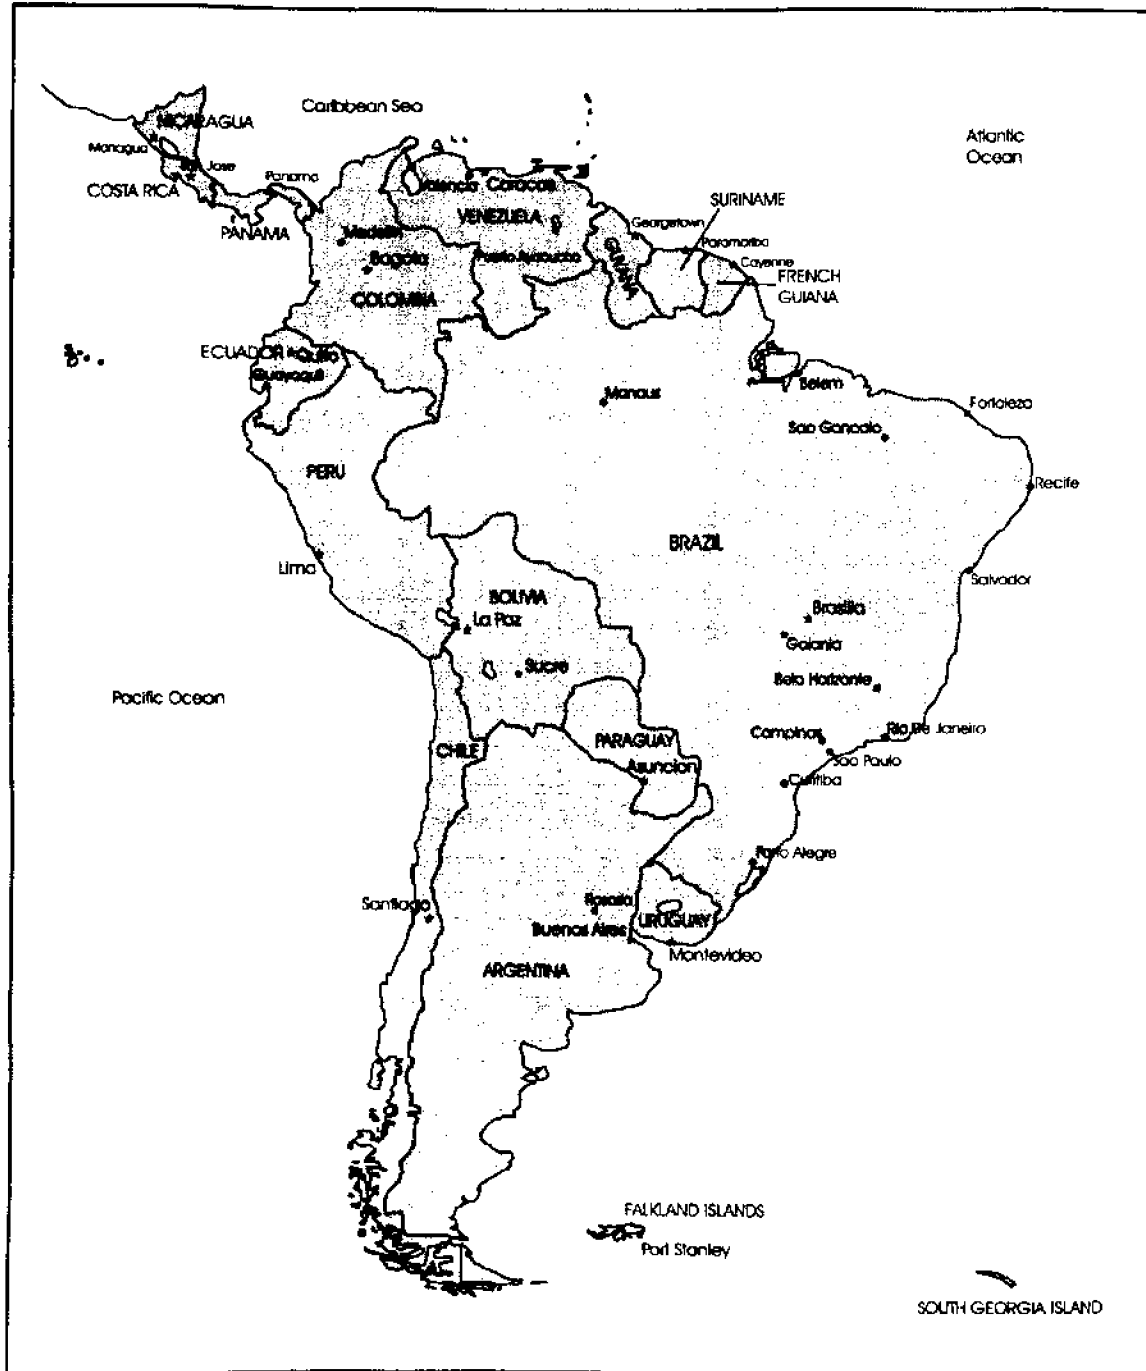 Caribbean Sea
Atlantic
Ocean
NICARAGUA
Managua
Jose
COSTA RICA
Panama
PANAMA
Valencia Caracas
VENEZUELA
SURINAME
Georgetown
Paramariba
Cayenne
GUYANA
FRENCH
GUIANA
Medellin
Bagota
Puerto Ayacucho
COLOMBIA
ECUADOR
Quito
Guayaquil
Manaus
Belem
Fortaleza
Sao Goncalo
PERU
Recife
BRAZIL
Lima
Salvador
BOLIVIA
La Paz
Brasilia
Goiania
Sucre
Belo Horizonte
Pacific Ocean
CHILE
PARAGUAY
Asuncion
Campinas
Rio De Janeiro
Sao Paulo
Curitiba
Porto Alegre
Santiago
Rosario
URUGUAY
Buenos Aires
Montevideo
ARGENTINA
FALKLAND ISLANDS
Port Stanley
SOUTH GEORGIA ISLAND